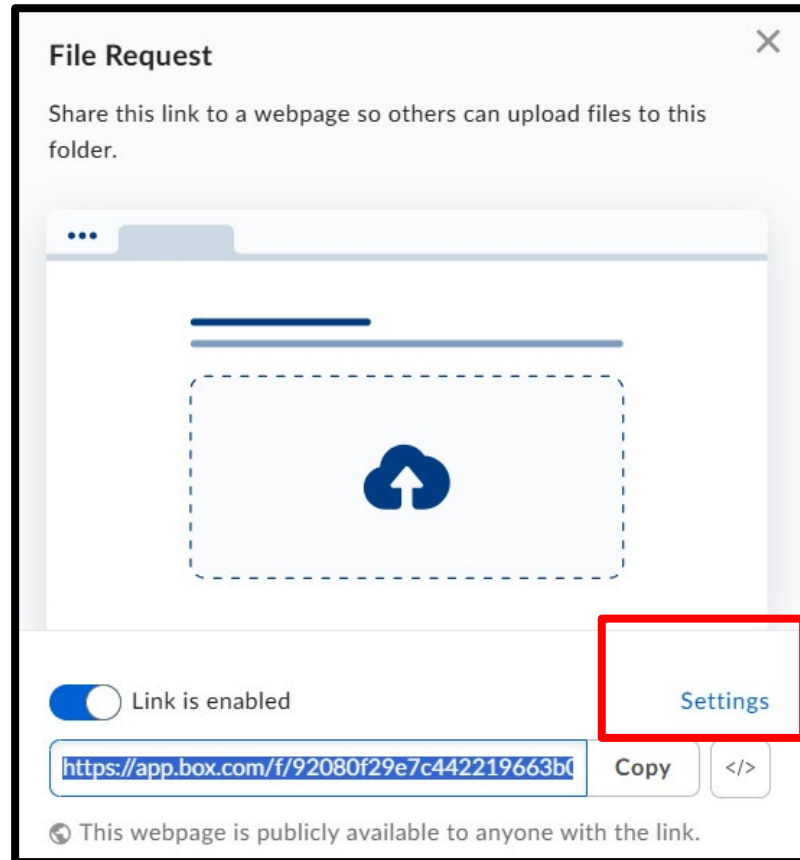 File Request
Share this link to a webpage so others can upload files to this
folder.
Link is enabled
Settings
https://app.box.com/f/92080f29e7c442219663b0
Copy
</>
This webpage is publicly available to anyone with the link.